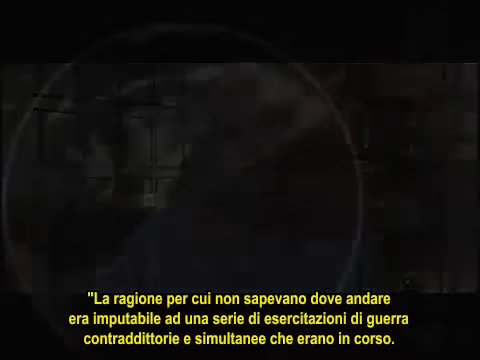 "La ragione per cui non sapevano dove andare
era imputabile ad una serie di esercitazioni di guerra
contraddittorie e simultanee che erano in corso.